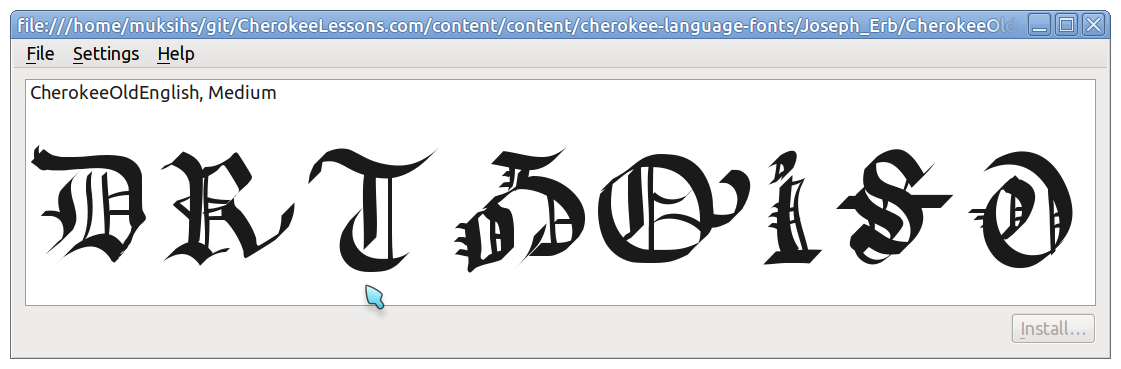 file:///home/muksihs/git/CherokeeLessons.com/content/content/cherokee-language-fonts/Joseph_Erb/CherokeeOld
File Settings Help
CherokeeOldEnglish, Medium
ᎠᎡᎢᎣᎤᎥᎦᎧ
Install...